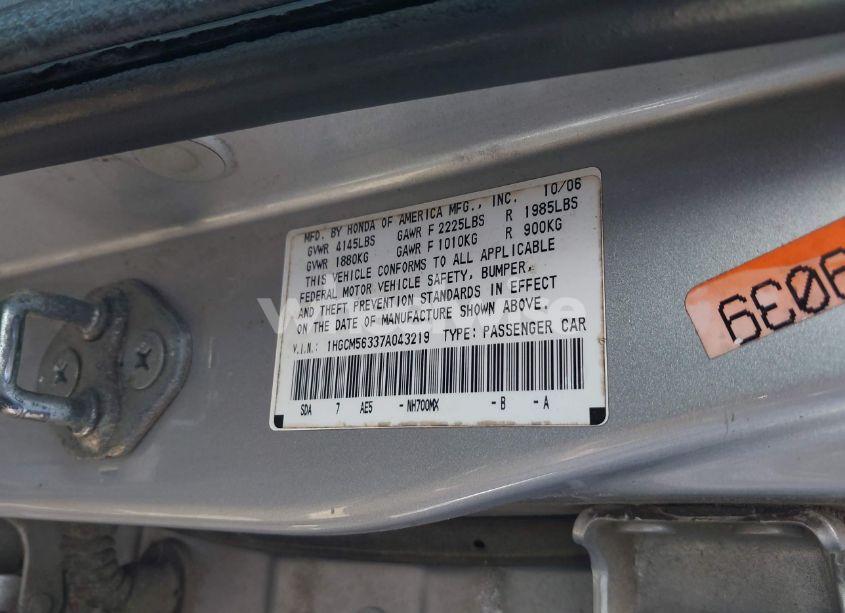 MFD. BY HONDA OF AMERICA MFG., INC. 10/06
GVWR 4145LBS GAWR F 2225LBS R 1985LBS
GVWR 1880KG GAWR F 1010KG R 900KG
THIS VEHICLE CONFORMS TO ALL APPLICABLE
FEDERAL MOTOR VEHICLE SAFETY, BUMPER,
AND THEFT PREVENTION STANDARDS IN EFFECT
ON THE DATE OF MANUFACTURE SHOWN ABOVE.
V.I.N.: 1HGCM56337A043219 TYPE: PASSENGER CAR
SDA 7 AE5 -NH700MX -B -A